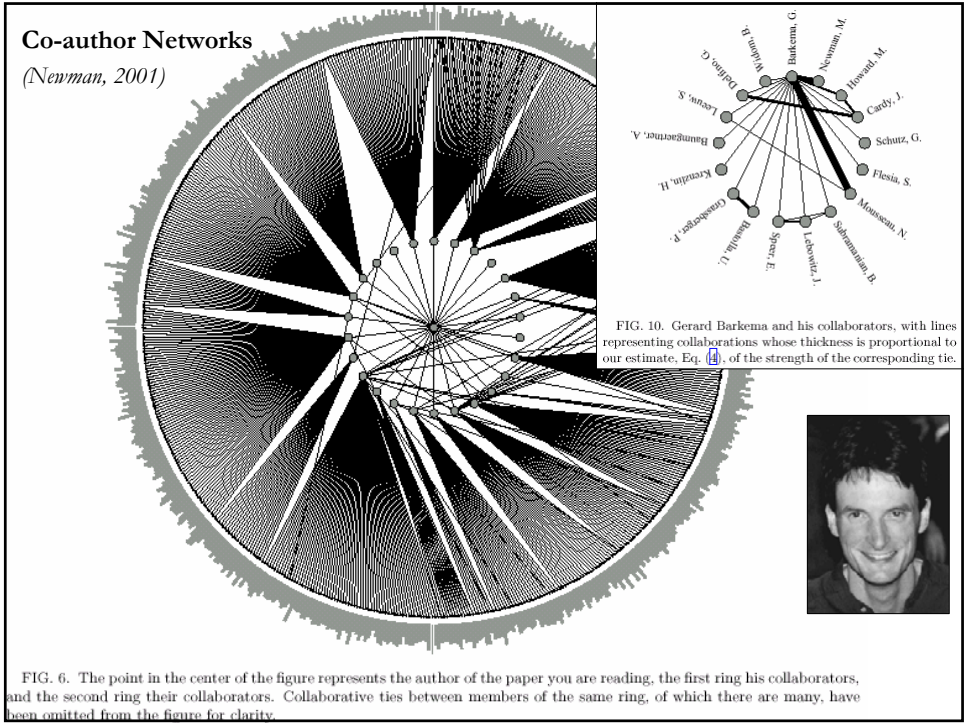 Co-author Networks
(Newman, 2001)
Barkema, G.
Newman, M.
Howard, M.
Cardy, J.
Schutz, G.
Flesia, S.
Mousseau, N.
Subramanian, B.
Lebowitz, J.
Speer, E.
Bastolla, U.
Grassberger, P.
Krenzlin, H.
Baumgaertner, A.
Leeuw, S.
Delfino, G.
Widom, B.
FIG. 10. Gerard Barkema and his collaborators, with lines
representing collaborations whose thickness is proportional to
our estimate, Eq. (4), of the strength of the corresponding tie.
FIG. 6. The point in the center of the figure represents the author of the paper you are reading, the first ring his collaborators,
and the second ring their collaborators. Collaborative ties between members of the same ring, of which there are many, have
been omitted from the figure for clarity.